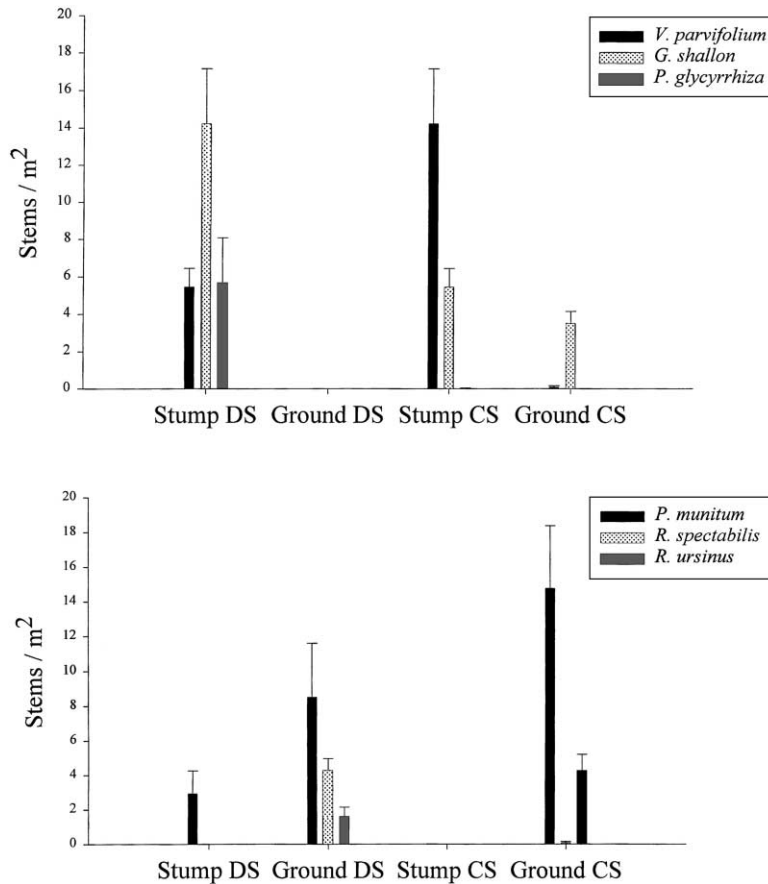 20
18
16
14
12
10
8
6
4
2
0
Stems / m²
V. parvifolium
G. shallon
P. glycyrrhiza
Stump DS Ground DS Stump CS Ground CS
20
18
16
14
12
10
8
6
4
2
0
Stems / m²
P. munitum
R. spectabilis
R. ursinus
Stump DS Ground DS Stump CS Ground CS